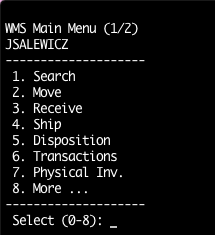 WMS Main Menu (1/2)
JSALEWICZ
--------------------
1. Search
2. Move
3. Receive
4. Ship
5. Disposition
6. Transactions
7. Physical Inv.
8. More ...
--------------------
Select (0-8): _